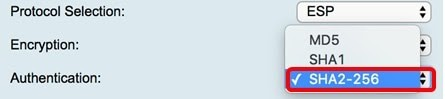 Protocol Selection: ESP
MD5
Encryption:
SHA1
Authentication: ✓ SHA2-256